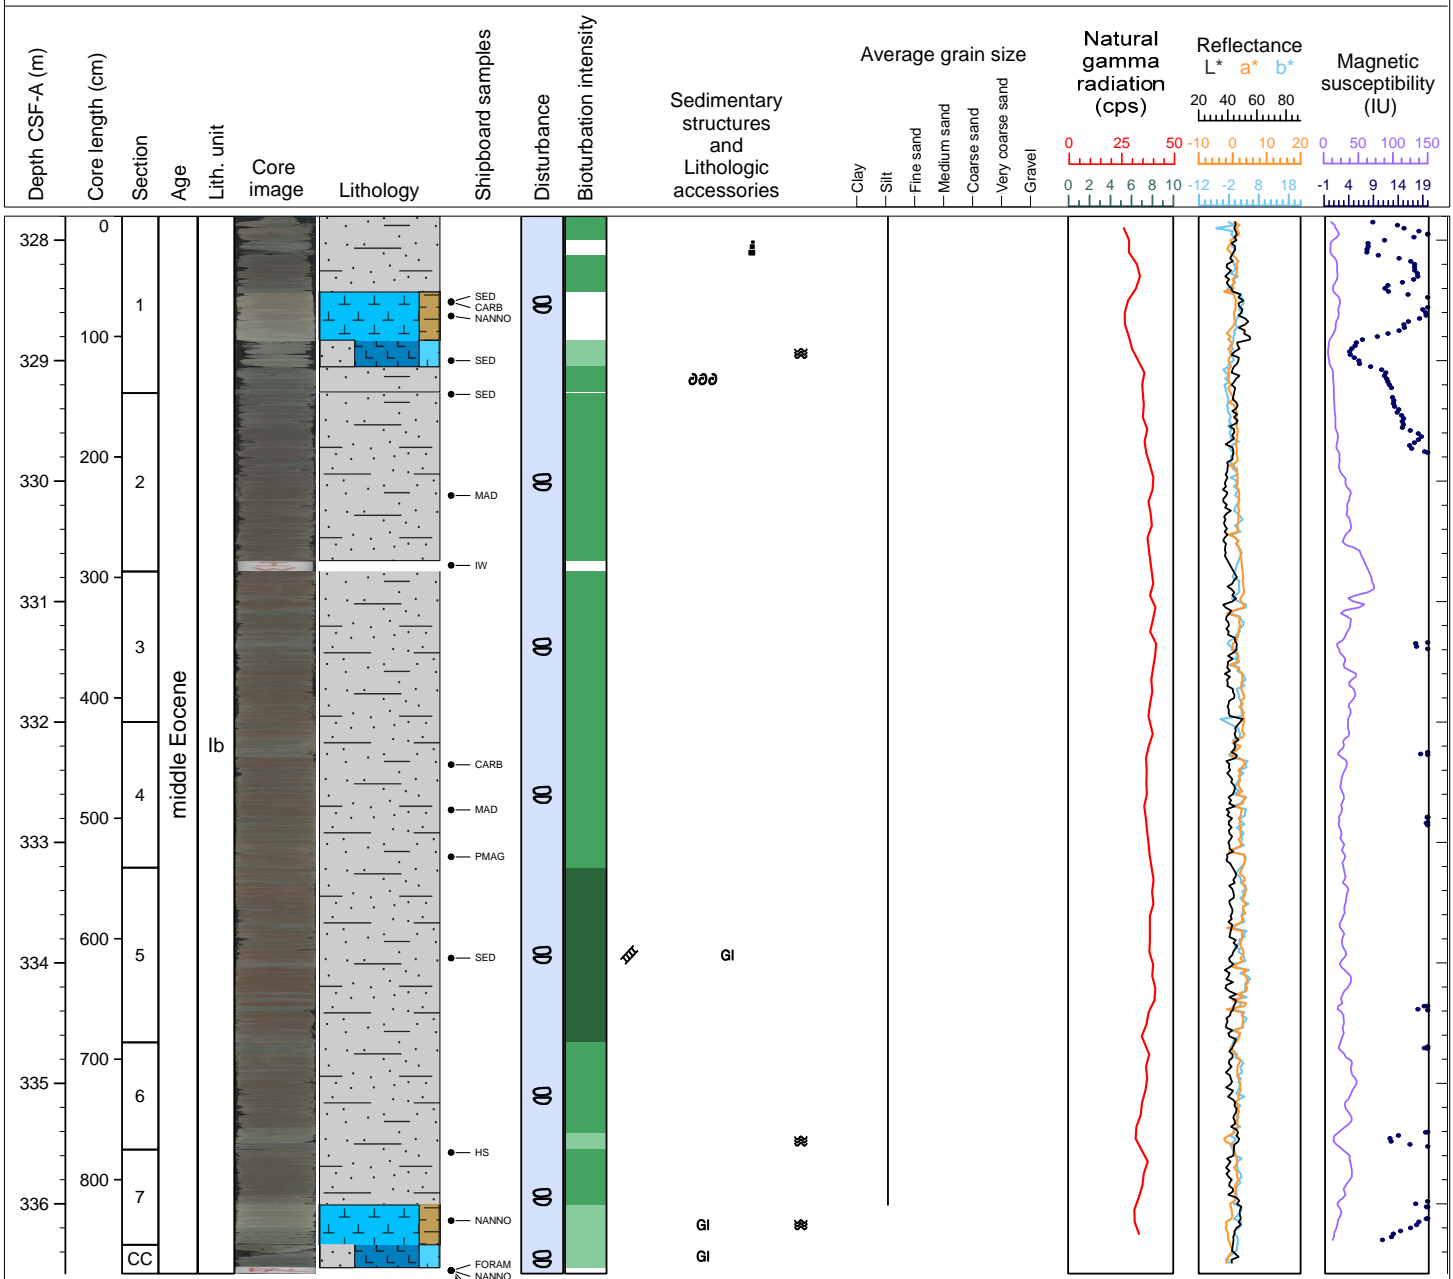 Depth CSF-A (m)
Core length (cm)
Section
Age
Lith. unit
Core
image
Lithology
Shipboard samples
Disturbance
Bioturbation intensity
Sedimentary
structures
and
Lithologic
accessories
Average grain size
Clay
Silt
Fine sand
Medium sand
Coarse sand
Very coarse sand
Gravel
Natural
gamma
radiation
(cps)
0 25 50
0 2 4 6 8 10
Reflectance
L* a* b*
20 40 60 80
-10 0 10 20
-12 -2 8 18
Magnetic
susceptibility
(IU)
0 50 100 150
-1 4 9 14 19
328
329
330
331
332
333
334
335
336
0
100
200
300
400
500
600
700
800
1
2
3
4
5
6
7
CC
middle Eocene
Ib
SED
CARB
NANNO
SED
SED
MAD
IW
CARB
MAD
PMAG
SED
HS
NANNO
FORAM
NANNO
Gl
Gl
Gl